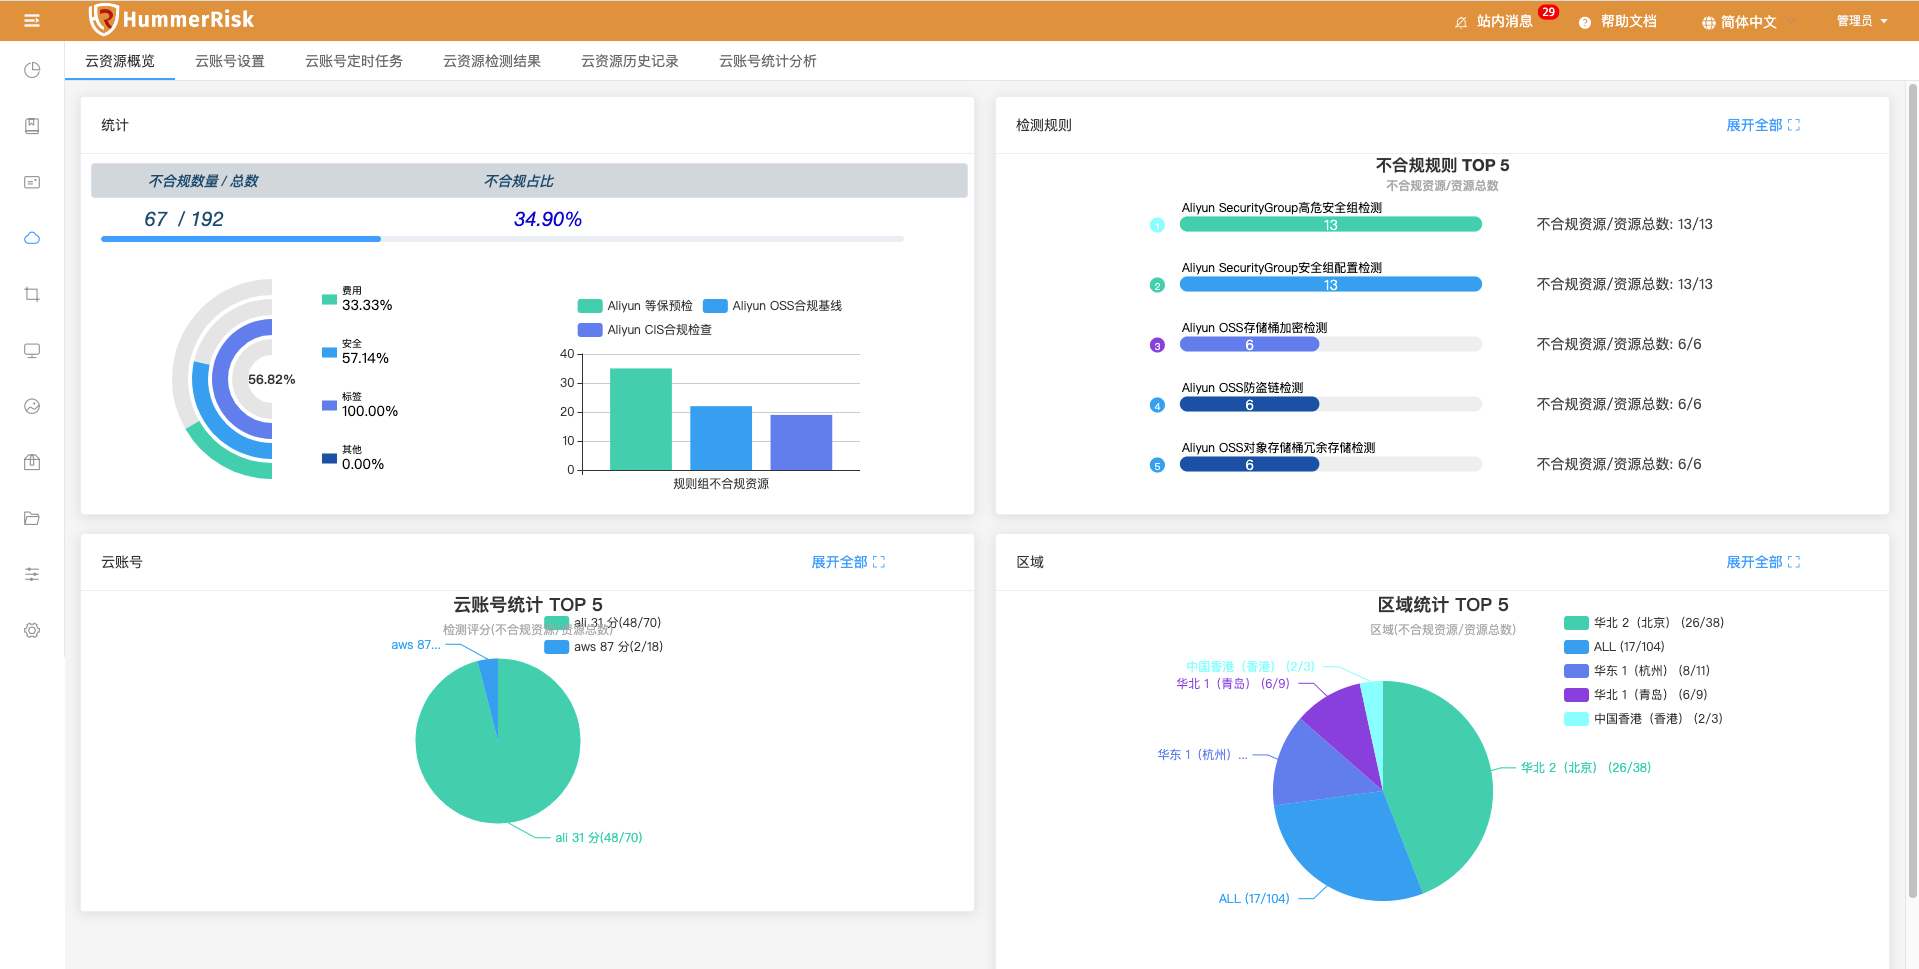 HummerRisk
站内消息 29
帮助文档
简体中文
管理员
云资源概览 云账号设置 云账号定时任务 云资源检测结果 云资源历史记录 云账号统计分析
统计
不合规数量 / 总数 不合规占比
67 / 192 34.90%
费用
33.33%
安全
57.14%
标签
100.00%
其他
0.00%
56.82%
Aliyun 等保预检 Aliyun OSS合规基线
Aliyun CIS合规检查
40
30
20
10
0
规则组不合规资源
检测规则 展开全部
不合规规则 TOP 5
不合规资源/资源总数
Aliyun SecurityGroup高危安全组检测
1 13 不合规资源/资源总数: 13/13
Aliyun SecurityGroup安全组配置检测
2 13 不合规资源/资源总数: 13/13
Aliyun OSS存储桶加密检测
3 6 不合规资源/资源总数: 6/6
Aliyun OSS防盗链检测
4 6 不合规资源/资源总数: 6/6
Aliyun OSS对象存储桶冗余存储检测
5 6 不合规资源/资源总数: 6/6
云账号 展开全部
云账号统计 TOP 5
检测评分(不合规资源/资源总数)
ali 31 分(48/70)
aws 87 分(2/18)
aws 87...
ali 31 分(48/70)
区域 展开全部
区域统计 TOP 5
区域(不合规资源/资源总数)
华北 2（北京） (26/38)
ALL (17/104)
华东 1（杭州） (8/11)
华北 1（青岛） (6/9)
中国香港（香港） (2/3)
中国香港（香港） (2/3)
华北 1（青岛） (6/9)
华东 1（杭州） ...
华北 2（北京） (26/38)
ALL (17/104)